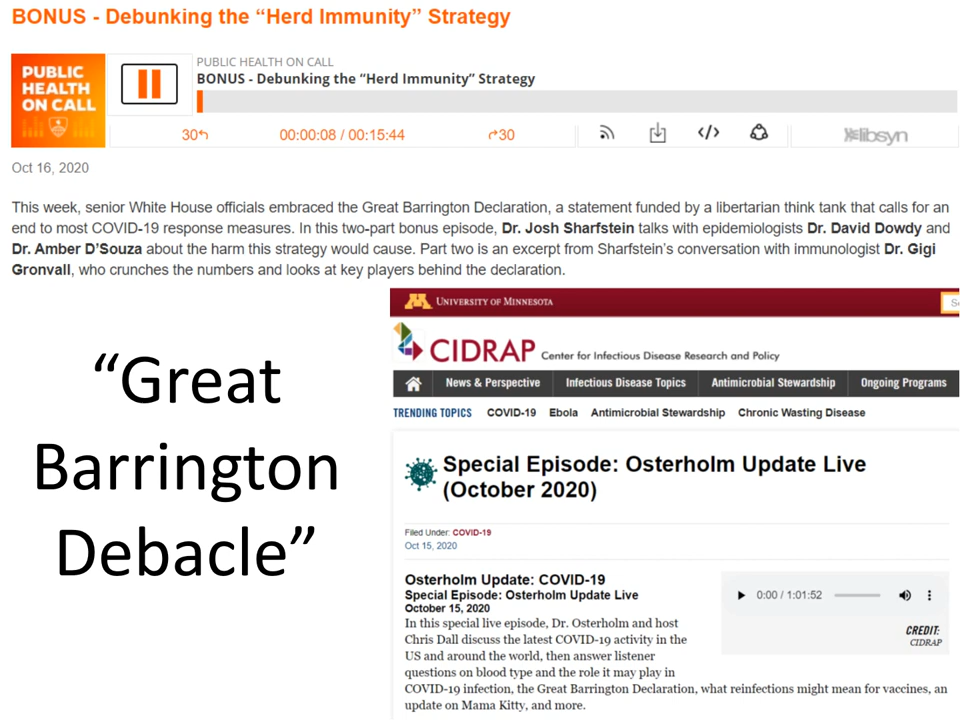 BONUS - Debunking the “Herd Immunity” Strategy
PUBLIC HEALTH ON CALL
PUBLIC
HEALTH
ON CALL
BONUS - Debunking the “Herd Immunity” Strategy
30
00:00:08 / 00:15:44
30
</>
libsyn
Oct 16, 2020
This week, senior White House officials embraced the Great Barrington Declaration, a statement funded by a libertarian think tank that calls for an
end to most COVID-19 response measures. In this two-part bonus episode, Dr. Josh Sharfstein talks with epidemiologists Dr. David Dowdy and
Dr. Amber D’Souza about the harm this strategy would cause. Part two is an excerpt from Sharfstein’s conversation with immunologist Dr. Gigi
Gronvall, who crunches the numbers and looks at key players behind the declaration.
“Great
Barrington
Debacle”
M UNIVERSITY OF MINNESOTA
Se
CIDRAP Center for Infectious Disease Research and Policy
News & Perspective Infectious Disease Topics Antimicrobial Stewardship Ongoing Programs
TRENDING TOPICS COVID-19 Ebola Antimicrobial Stewardship Chronic Wasting Disease
Special Episode: Osterholm Update Live
(October 2020)
Filed Under: COVID-19
Oct 15, 2020
Osterholm Update: COVID-19
Special Episode: Osterholm Update Live
October 15, 2020
In this special live episode, Dr. Osterholm and host
Chris Dall discuss the latest COVID-19 activity in the
US and around the world, then answer listener
questions on blood type and the role it may play in
COVID-19 infection, the Great Barrington Declaration, what reinfections might mean for vaccines, an
update on Mama Kitty, and more.
0:00 / 1:01:52
CREDIT:
CIDRAP